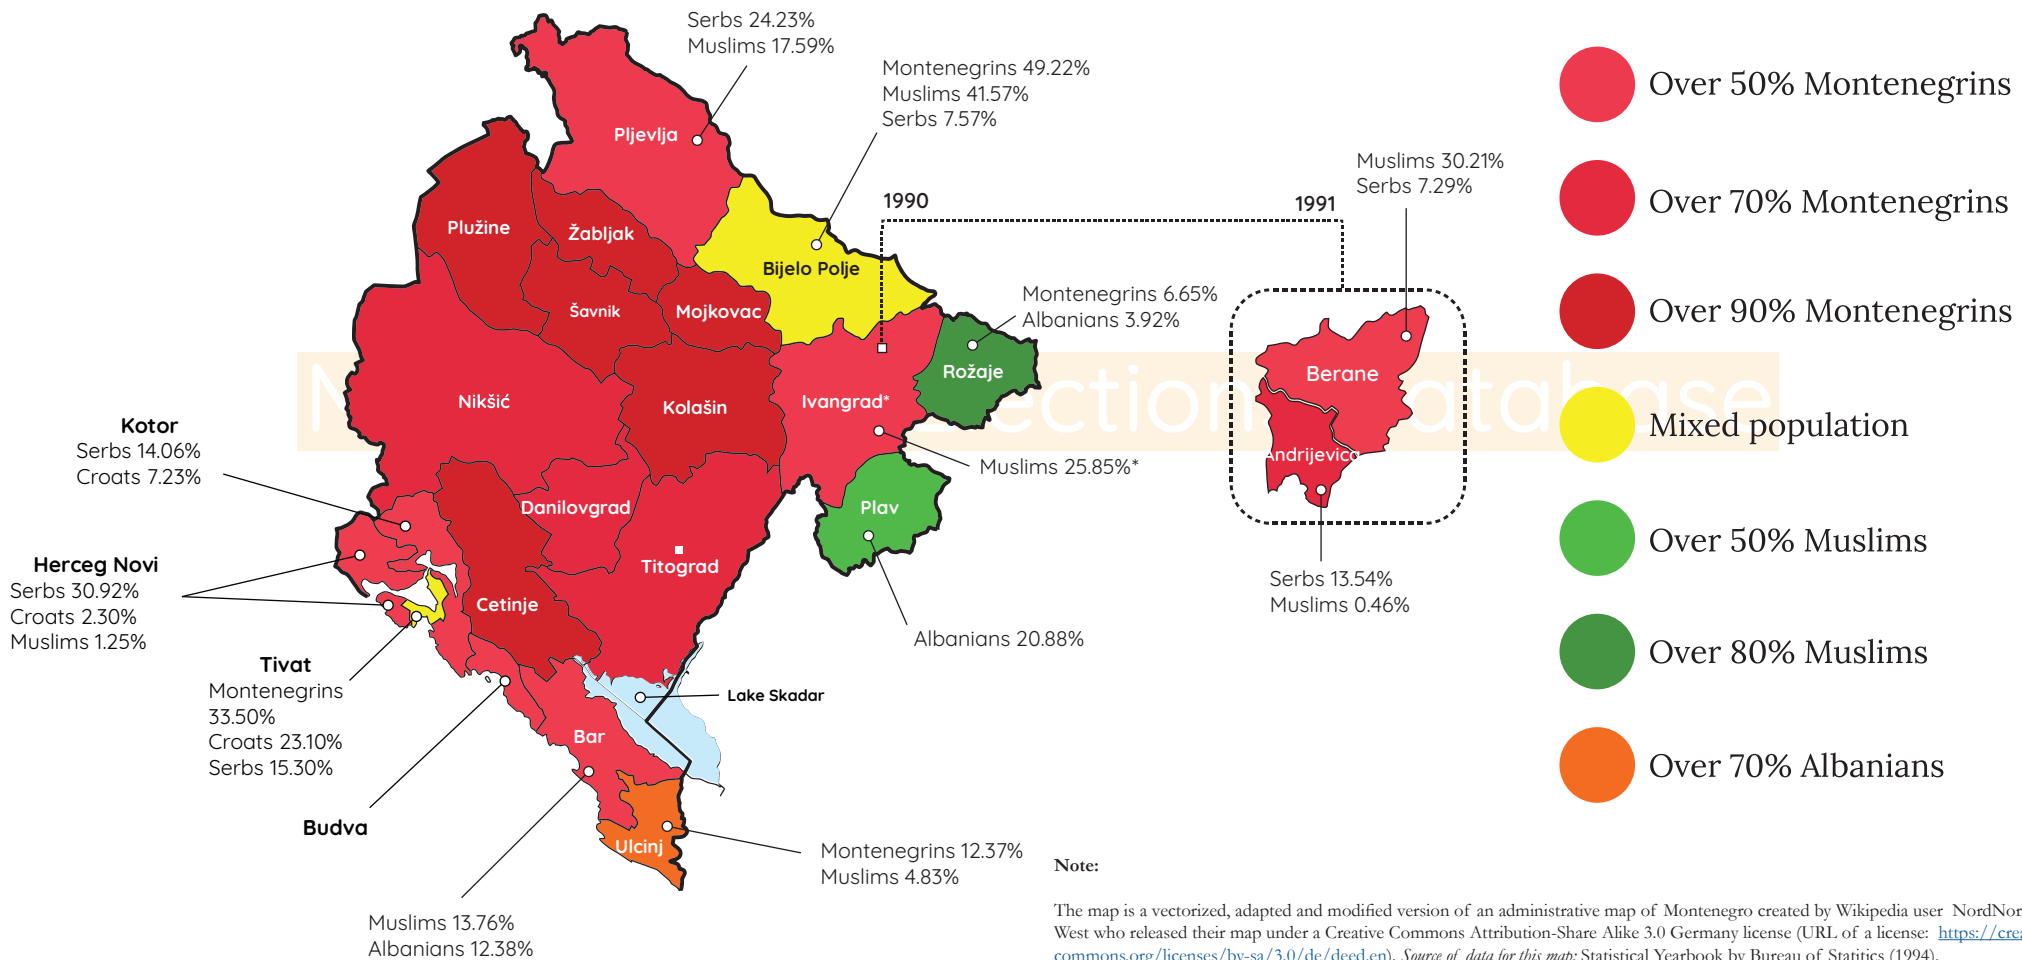 Serbs 24.23%
Muslims 17.59%
Montenegrins 49.22%
Muslims 41.57%
Serbs 7.57%
Over 50% Montenegrins
Over 70% Montenegrins
Over 90% Montenegrins
Mixed population
Over 50% Muslims
Over 80% Muslims
Over 70% Albanians
Pljevlja
Plužine
Žabljak
Bijelo Polje
Šavnik
Mojkovac
1990
1991
Muslims 30.21%
Serbs 7.29%
Montenegrins 6.65%
Albanians 3.92%
Rožaje
Berane
Andrijevica
Nikšić
Kolašin
Ivangrad*
Muslims 25.85%*
Kotor
Serbs 14.06%
Croats 7.23%
Danilovgrad
Plav
Titograd
Cetinje
Herceg Novi
Serbs 30.92%
Croats 2.30%
Muslims 1.25%
Serbs 13.54%
Muslims 0.46%
Albanians 20.88%
Tivat
Montenegrins
33.50%
Croats 23.10%
Serbs 15.30%
Lake Skadar
Bar
Budva
Ulcinj
Montenegrins 12.37%
Muslims 4.83%
Muslims 13.76%
Albanians 12.38%
Note:
The map is a vectorized, adapted and modified version of an administrative map of Montenegro created by Wikipedia user NordNor
West who released their map under a Creative Commons Attribution-Share Alike 3.0 Germany license (URL of a license: https://crea
commons.org/licenses/by-sa/3.0/de/deed.en). Source of data for this map: Statistical Yearbook by Bureau of Statitics (1994).